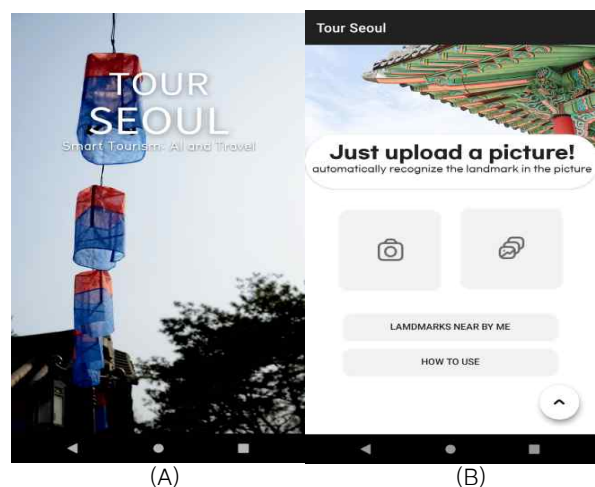 TOUR
SEOUL
Smart Tourism- AI and Travel
Tour Seoul
Just upload a picture!
automatically recognize the landmark in the picture
LAMDMARKS NEAR BY ME
HOW TO USE
(A)
(B)